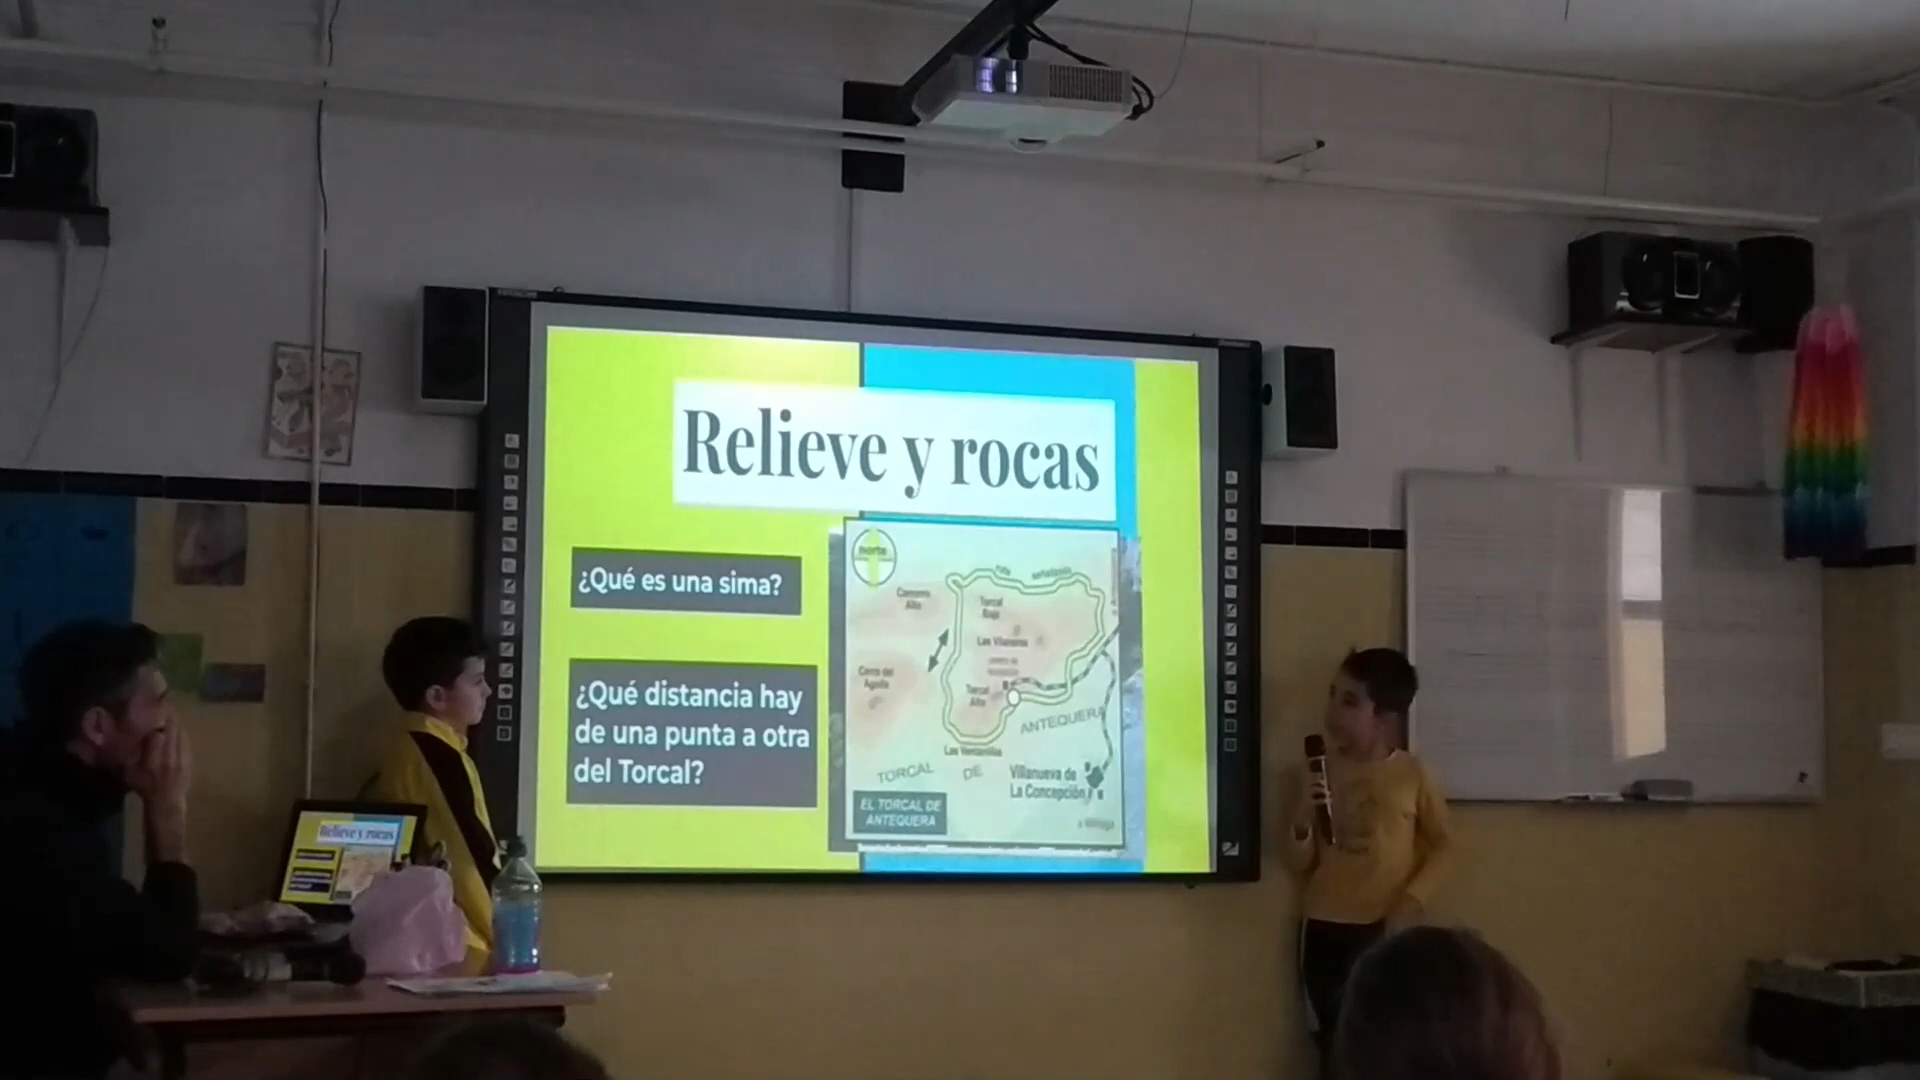 Relieve y rocas
¿Qué es una sima?
¿Qué distancia hay
de una punta a otra
del Torcal?
norte
Camorro
Alto
Torcal
Bajo
Las Vilaneras
Cerro del
Aguila
Torcal
Alto
ANTEQUERA
Las Ventanillas
TORCAL DE
Villanueva de
La Concepción
a Málaga
EL TORCAL DE
ANTEQUERA
Relieve y rocas